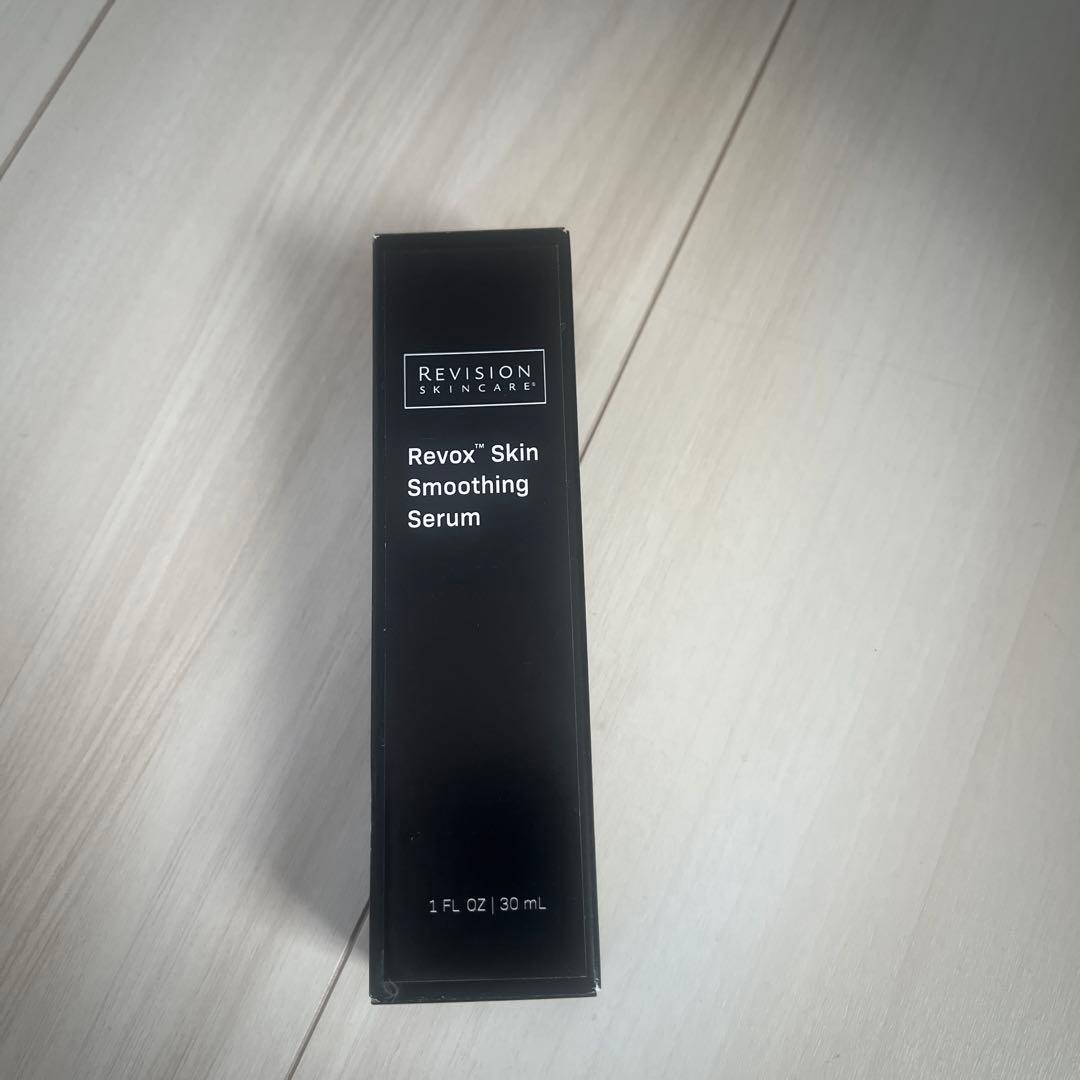 REVISION
SKINCARE®
Revox™ Skin
Smoothing
Serum
1 FL OZ | 30 mL